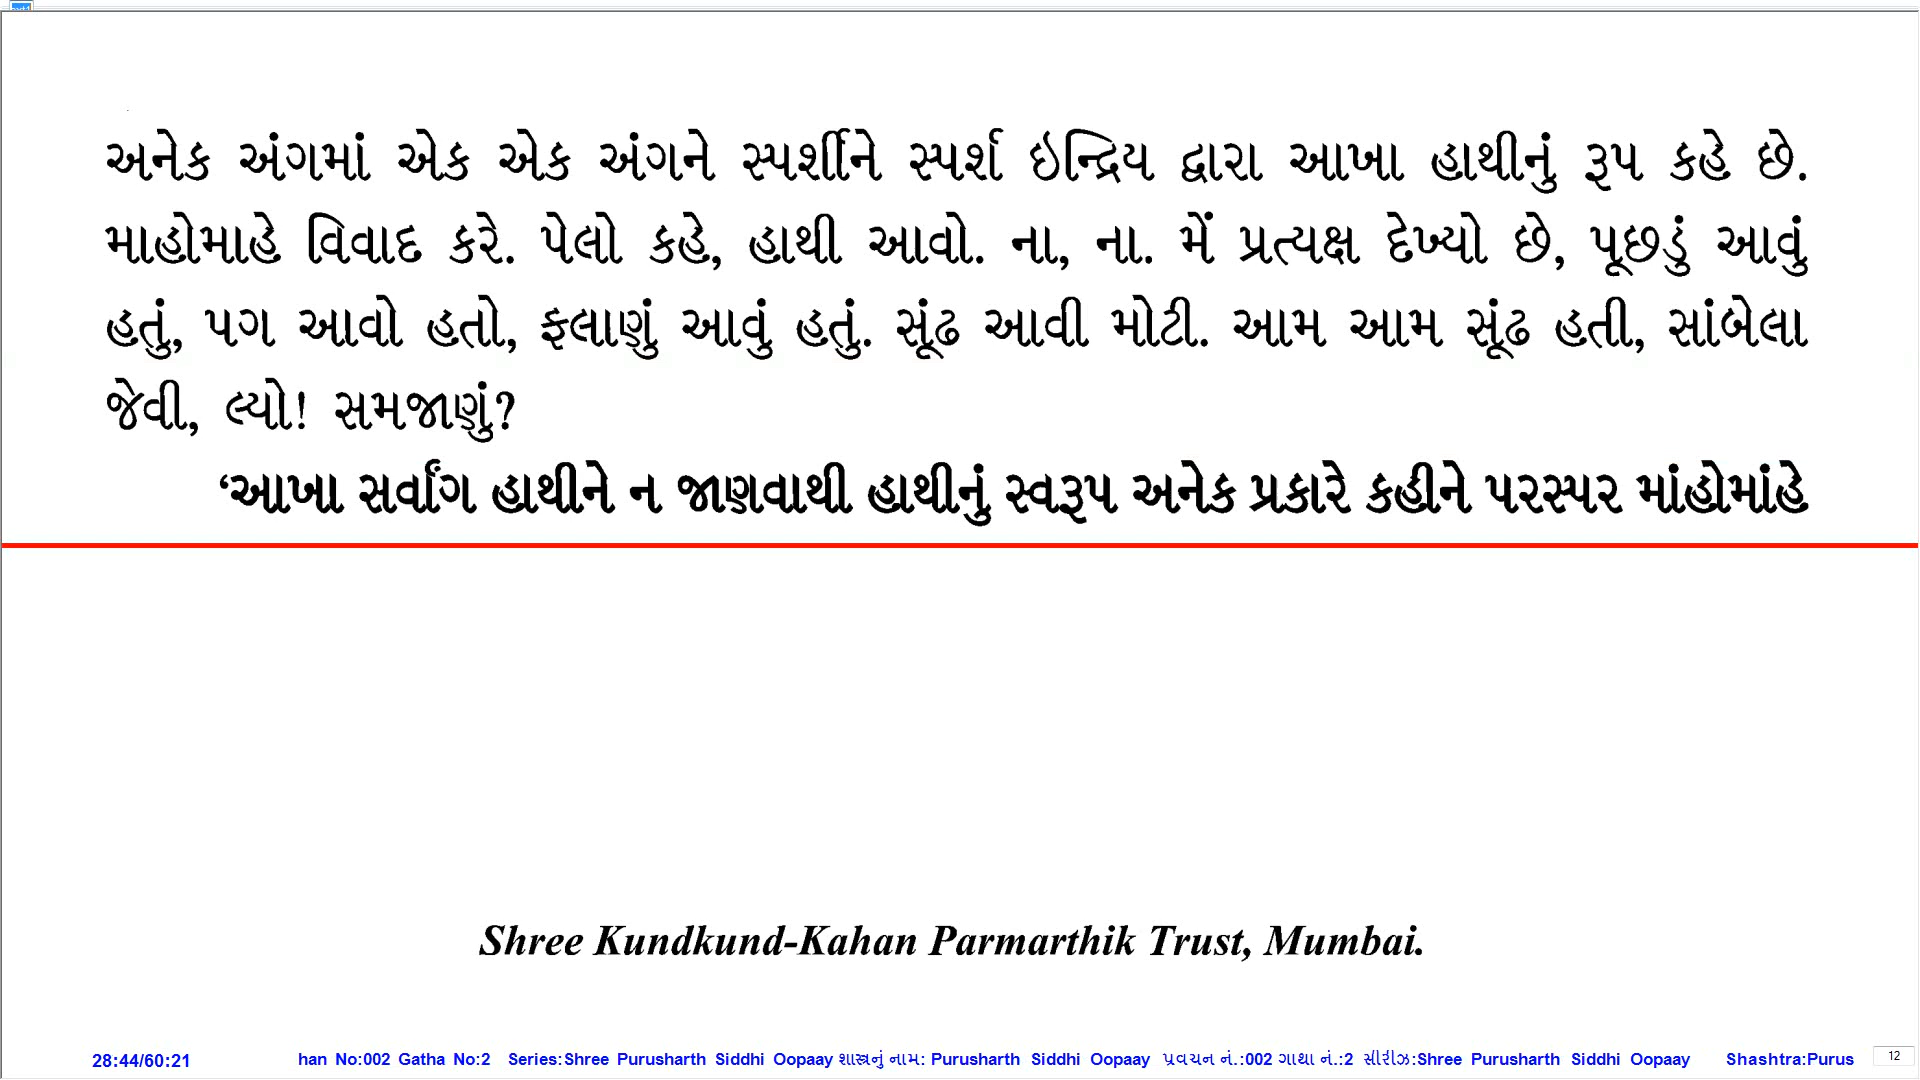 અનેક અંગમાં એક એક અંગને સ્પર્શીને સ્પર્શ ઇન્દ્રિય દ્વારા આખા હાથીનું રૂપ કહે છે.
માહોમાહે વિવાદ કરે. પેલો કહે, હાથી આવો. ના, ના. મેં પ્રત્યક્ષ દેખ્યો છે, પૂછડું આવું
હતું, પગ આવો હતો, ફલાણું આવું હતું. સૂંઢ આવી મોટી. આમ આમ સૂંઢ હતી, સાંબેલા
જેવી, લ્યો! સમજાણું?
‘આખા સર્વાંગ હાથીને ન જાણવાથી હાથીનું સ્વરૂપ અનેક પ્રકારે કહીને પરસ્પર માંહોમાંહે
Shree Kundkund-Kahan Parmarthik Trust, Mumbai.
28:44/60:21 han No:002 Gatha No:2 Series:Shree Purusharth Siddhi Oopaay શાસ્ત્રનું નામ: Purusharth Siddhi Oopaay પ્રવચન નં.:002 ગાથા નં.:2 સીરીઝ:Shree Purusharth Siddhi Oopaay Shashtra:Purus 12